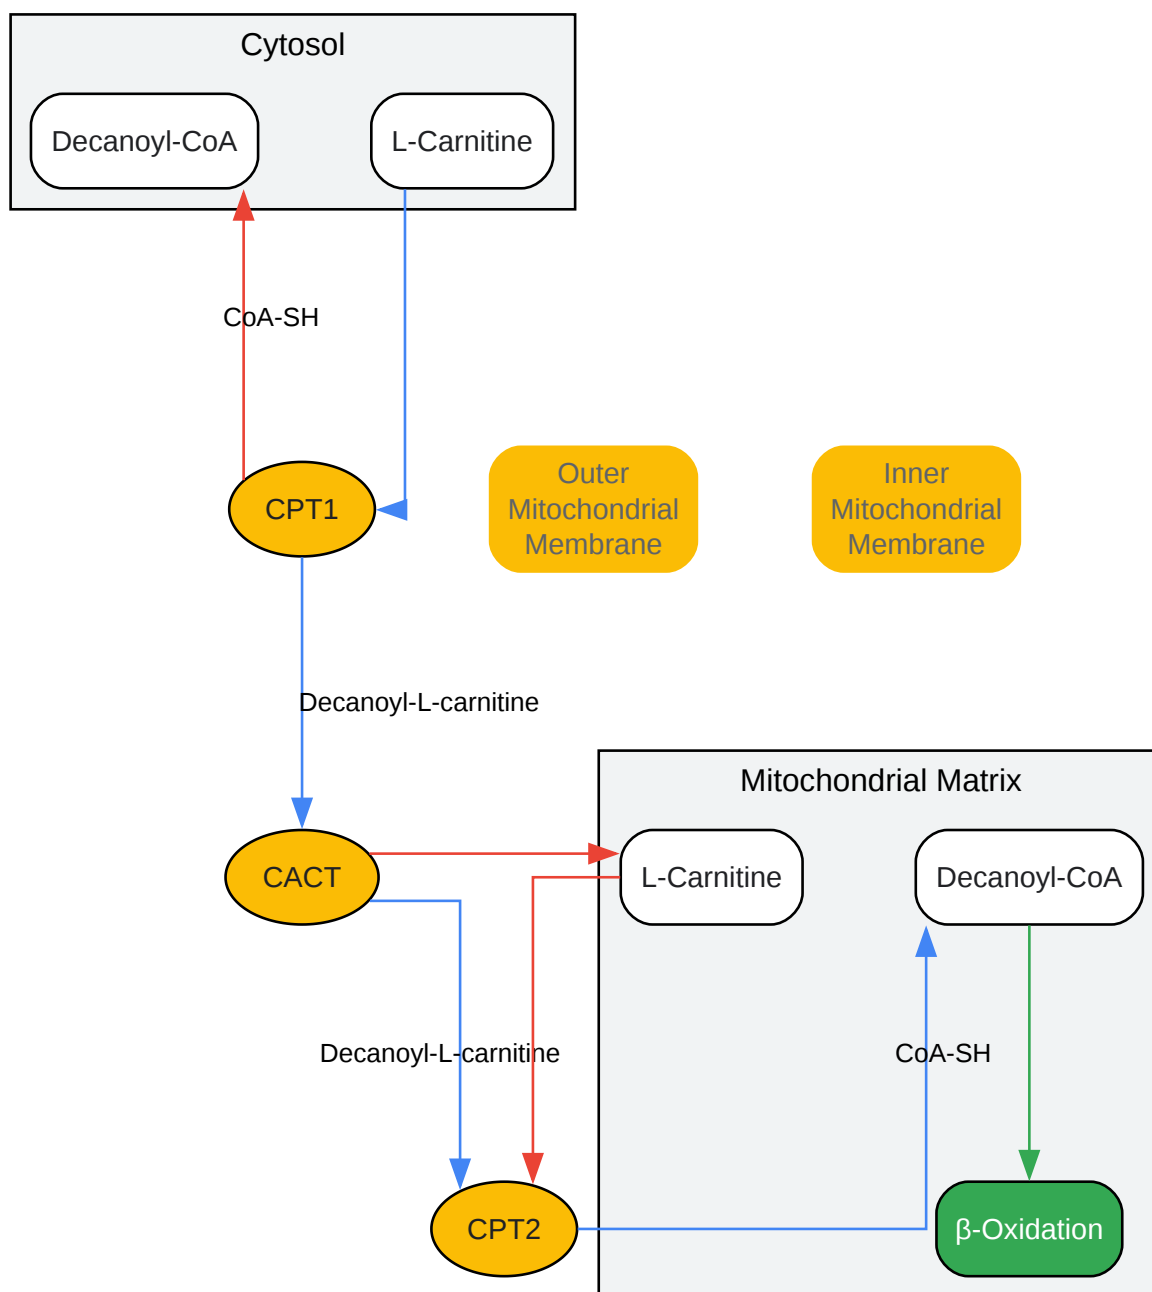 Cytosol
Decanoyl-CoA
L-Carnitine
CoA-SH
CPT1
Outer
Mitochondrial
Membrane
Inner
Mitochondrial
Membrane
Decanoyl-L-carnitine
Mitochondrial Matrix
CACT
L-Carnitine
Decanoyl-CoA
Decanoyl-L-carnitine
CoA-SH
CPT2
β-Oxidation